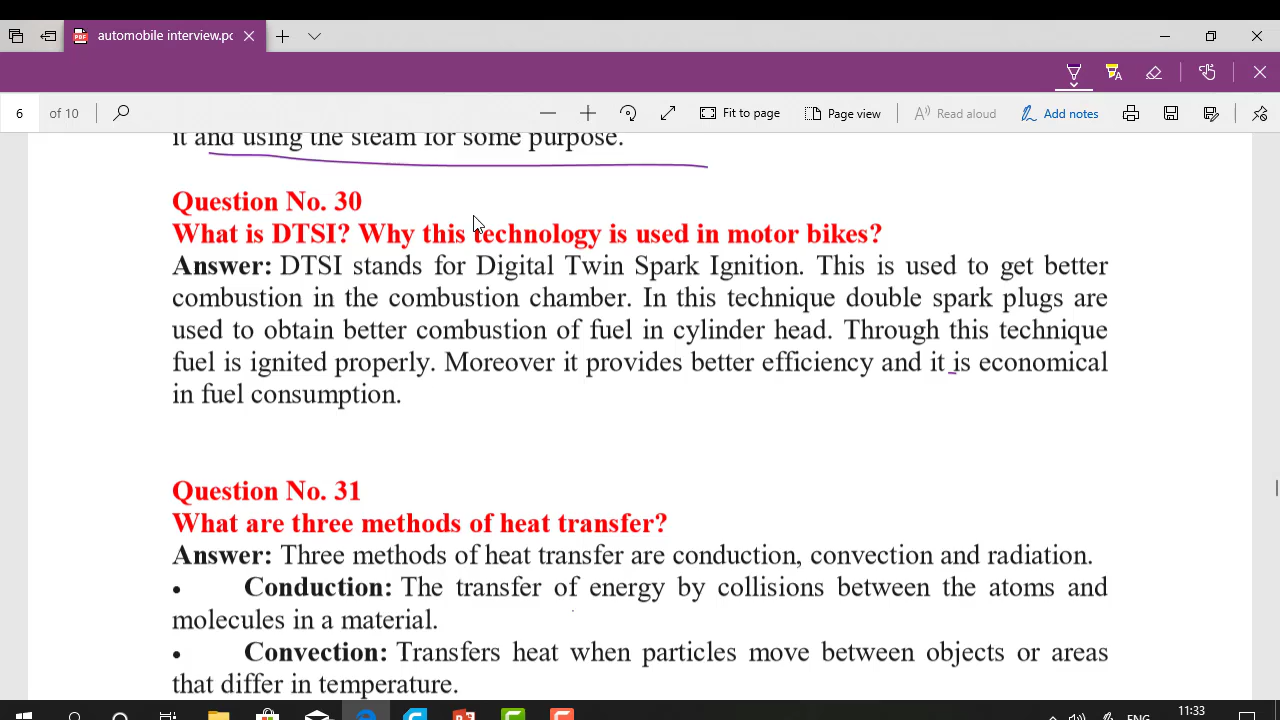 automobile interview.pc
6 of 10
Fit to page
Page view
Read aloud
Add notes
it and using the steam for some purpose.
Question No. 30
What is DTSI? Why this technology is used in motor bikes?
Answer: DTSI stands for Digital Twin Spark Ignition. This is used to get better
combustion in the combustion chamber. In this technique double spark plugs are
used to obtain better combustion of fuel in cylinder head. Through this technique
fuel is ignited properly. Moreover it provides better efficiency and it is economical
in fuel consumption.
Question No. 31
What are three methods of heat transfer?
Answer: Three methods of heat transfer are conduction, convection and radiation.
• Conduction: The transfer of energy by collisions between the atoms and
molecules in a material.
• Convection: Transfers heat when particles move between objects or areas
that differ in temperature.
11:33
ENG